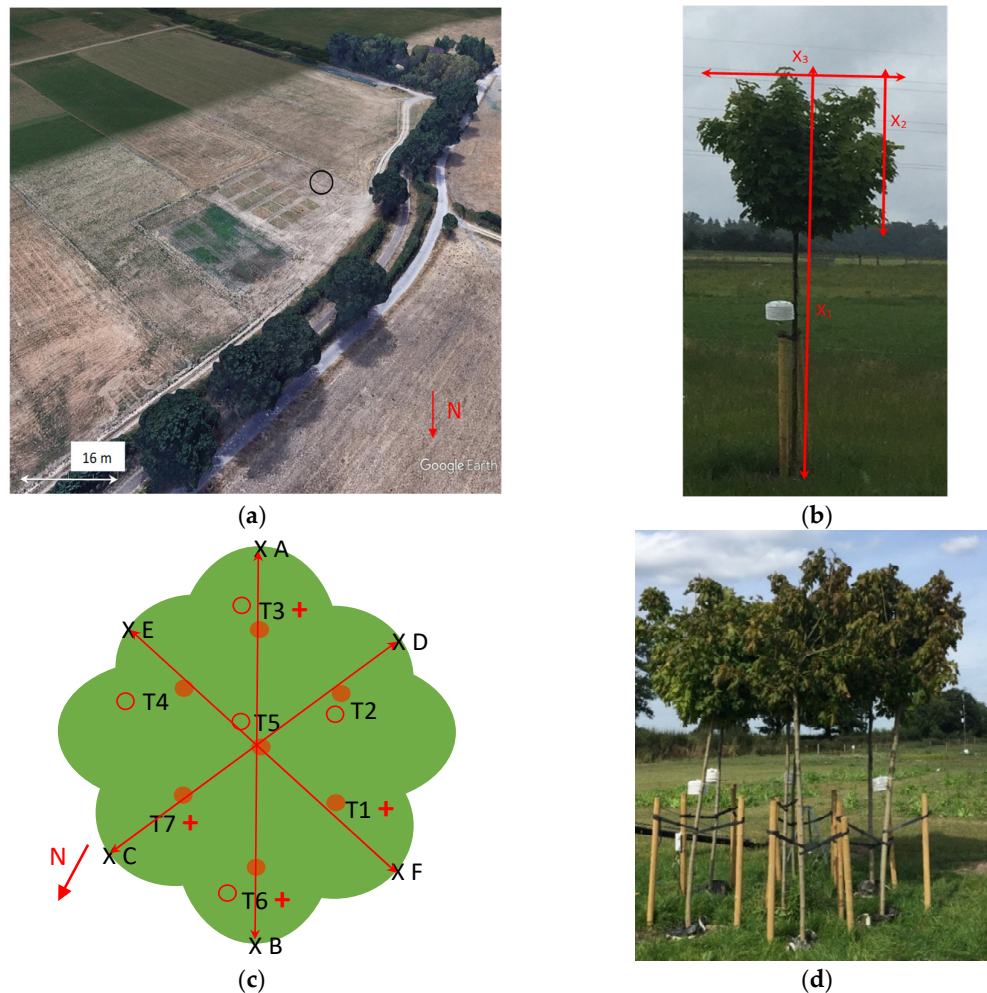 X₃
X₂
X₁
N
16 m
Google Earth
(a)
(b)
X A
T3 +
X E
X D
T4
T5
T2
T1 +
T7 +
N
X C
X F
T6 +
X B
(c)
(d)